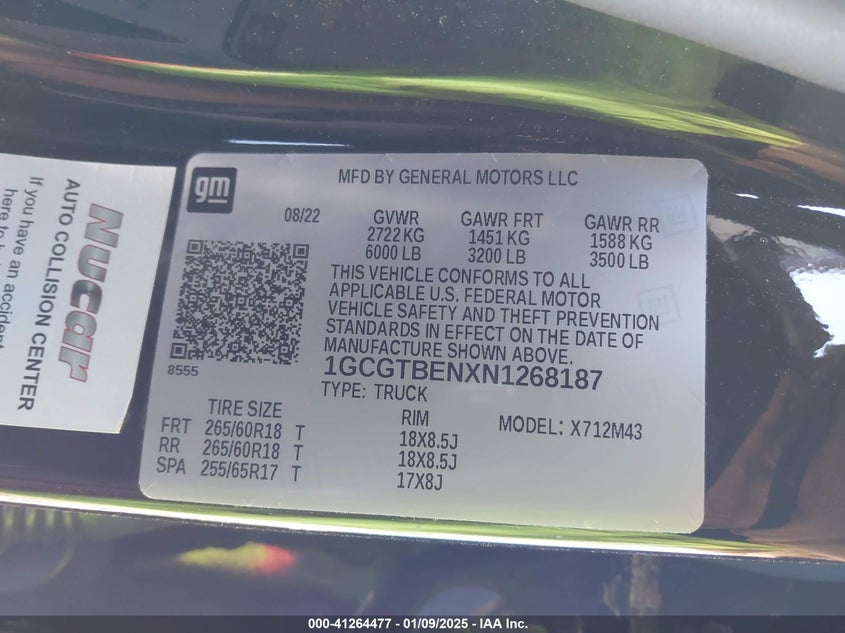 gm
MFD BY GENERAL MOTORS LLC
08/22
GVWR GAWR FRT GAWR RR
2722 KG 1451 KG 1588 KG
6000 LB 3200 LB 3500 LB
THIS VEHICLE CONFORMS TO ALL
APPLICABLE U.S. FEDERAL MOTOR
VEHICLE SAFETY AND THEFT PREVENTION
STANDARDS IN EFFECT ON THE DATE OF
MANUFACTURE SHOWN ABOVE.
8555
1GCGTBENXN1268187
TYPE: TRUCK
TIRE SIZE RIM MODEL: X712M43
FRT 265/60R18 T 18X8.5J
RR 265/60R18 T 18X8.5J
SPA 255/65R17 T 17X8J
Nucar
AUTO COLLISION CENTER
If you have an accident
000-41264477 - 01/09/2025 - IAA Inc.